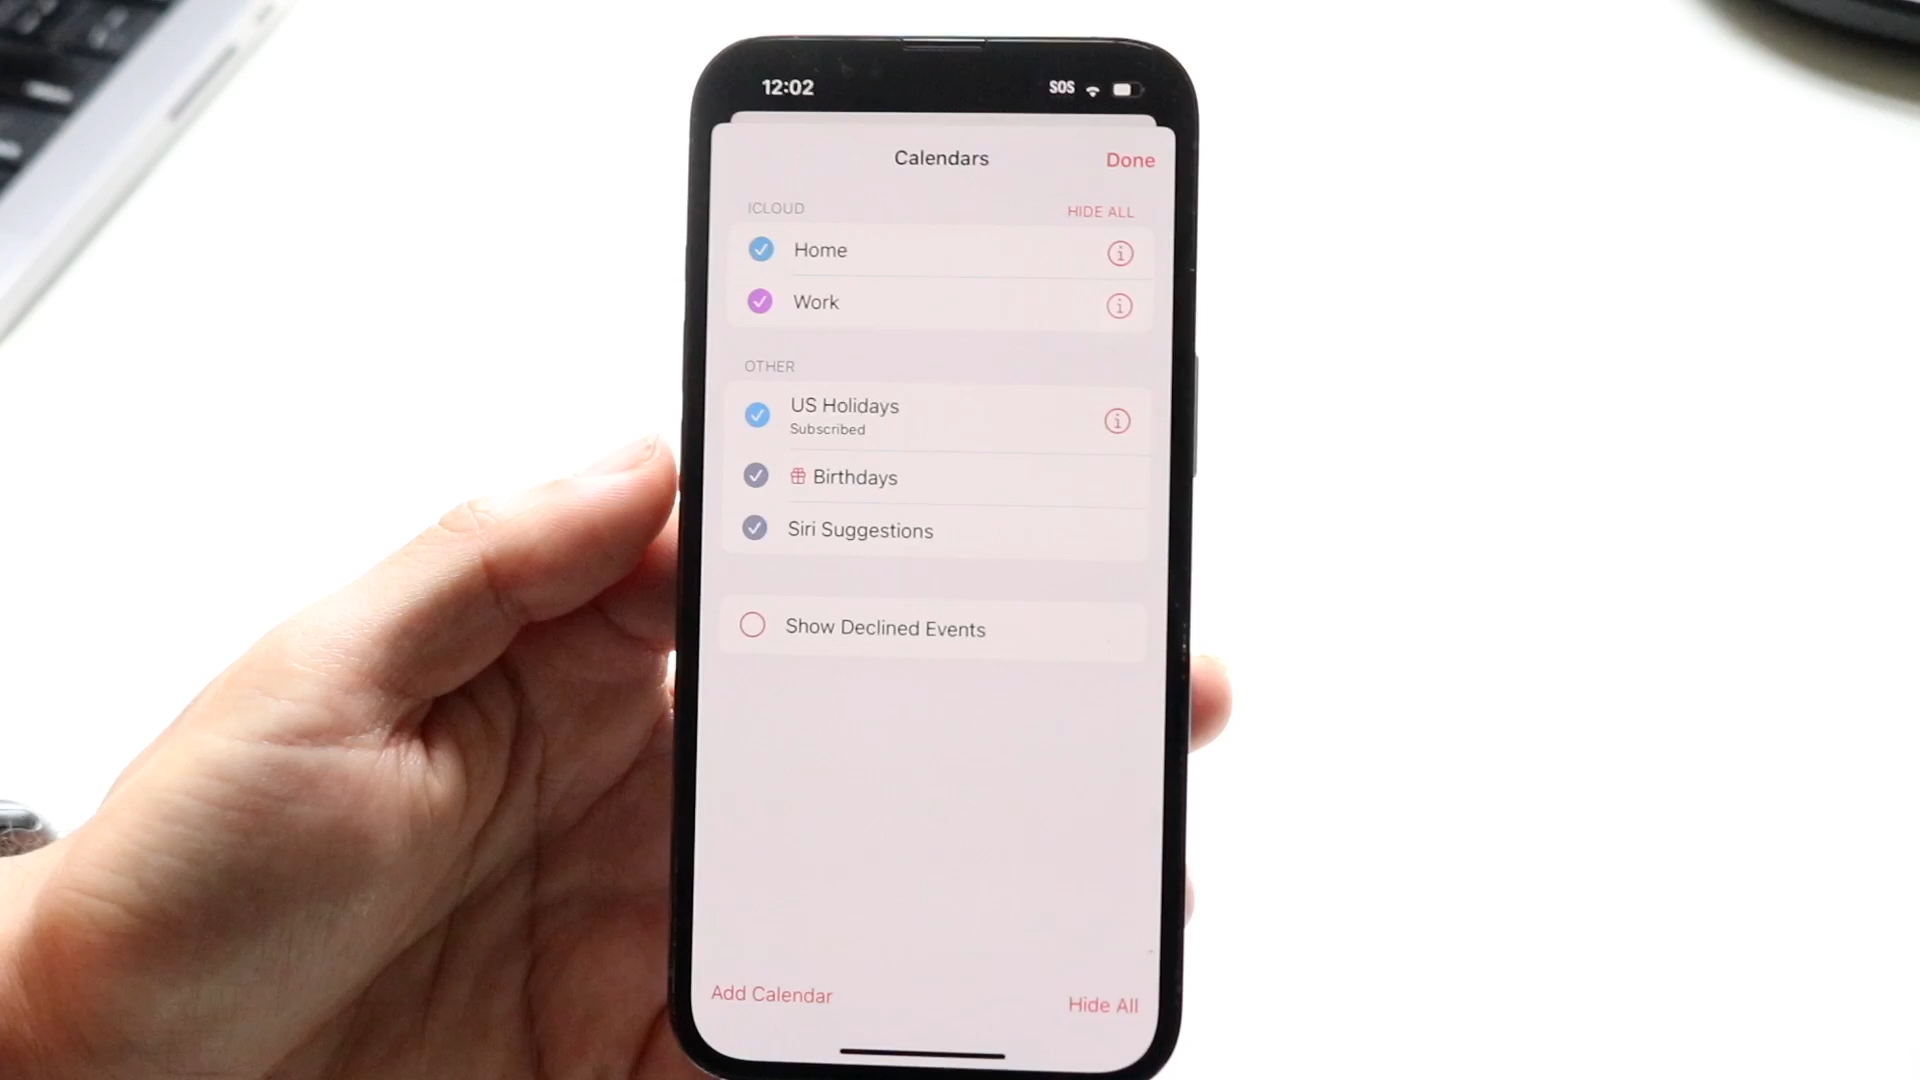 12:02 SOS
Calendars Done
ICLOUD HIDE ALL
Home
Work
OTHER
US Holidays
Subscribed
Birthdays
Siri Suggestions
Show Declined Events
Add Calendar Hide All